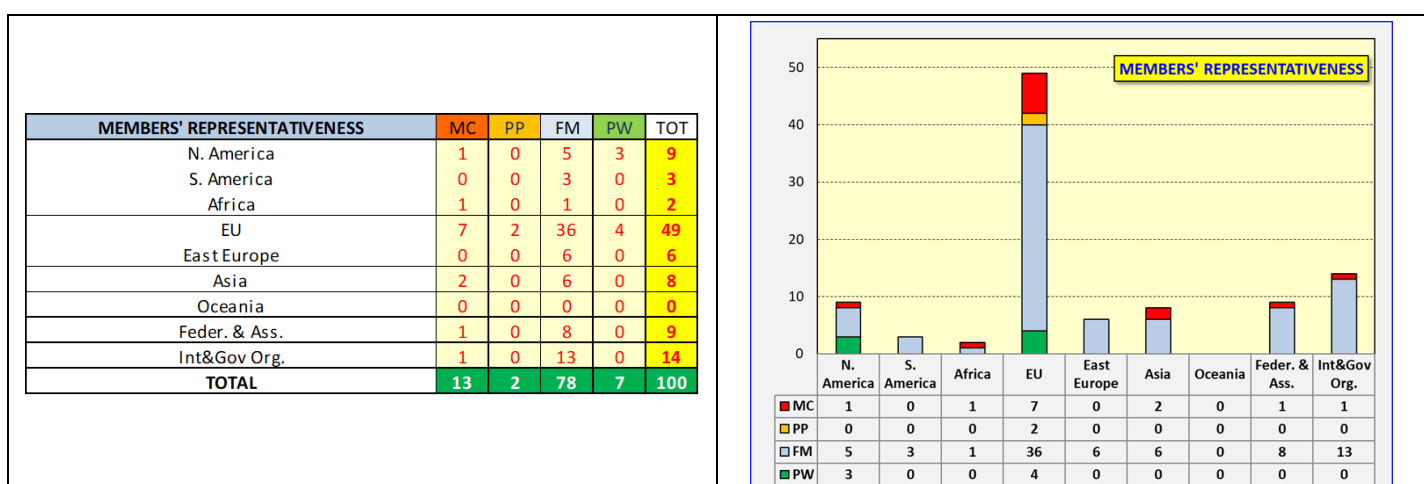 MEMBERS' REPRESENTATIVENESS MC PP FM PW TOT
N. America 1 0 5 3 9
S. America 0 0 3 0 3
Africa 1 0 1 0 2
EU 7 2 36 4 49
East Europe 0 0 6 0 6
Asia 2 0 6 0 8
Oceania 0 0 0 0 0
Feder. & Ass. 1 0 8 0 9
Int&Gov Org. 1 0 13 0 14
TOTAL 13 2 78 7 100
MEMBERS' REPRESENTATIVENESS
50
40
30
20
10
0
N. America S. America Africa EU East Europe Asia Oceania Feder. & Ass. Int&Gov Org.
MC 1 0 1 7 0 2 0 1 1
PP 0 0 0 2 0 0 0 0 0
FM 5 3 1 36 6 6 0 8 13
PW 3 0 0 4 0 0 0 0 0